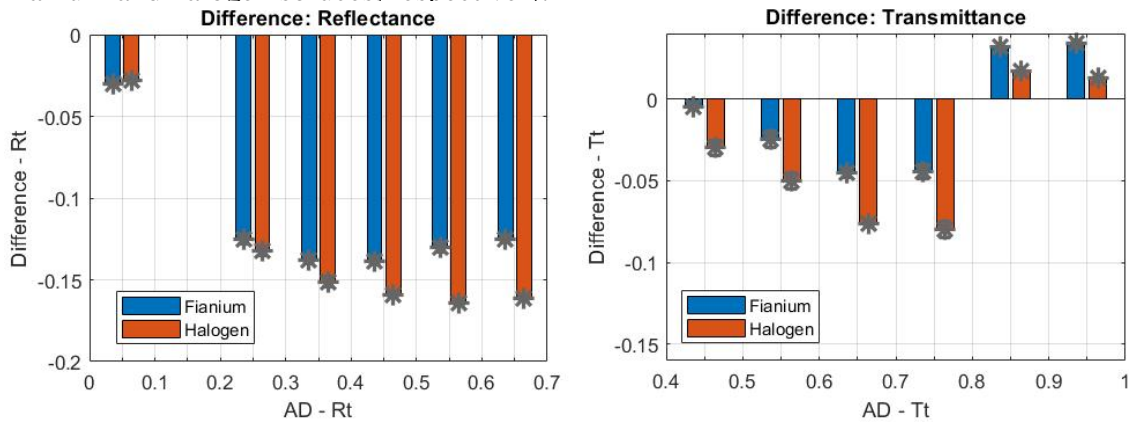 Difference: Reflectance
0
-0.05
-0.1
-0.15
-0.2
Difference - Rt
Fianium
Halogen
0 0.1 0.2 0.3 0.4 0.5 0.6 0.7
AD - Rt
Difference: Transmittance
0
-0.05
-0.1
-0.15
Difference - Tt
Fianium
Halogen
0.4 0.5 0.6 0.7 0.8 0.9 1
AD - Tt